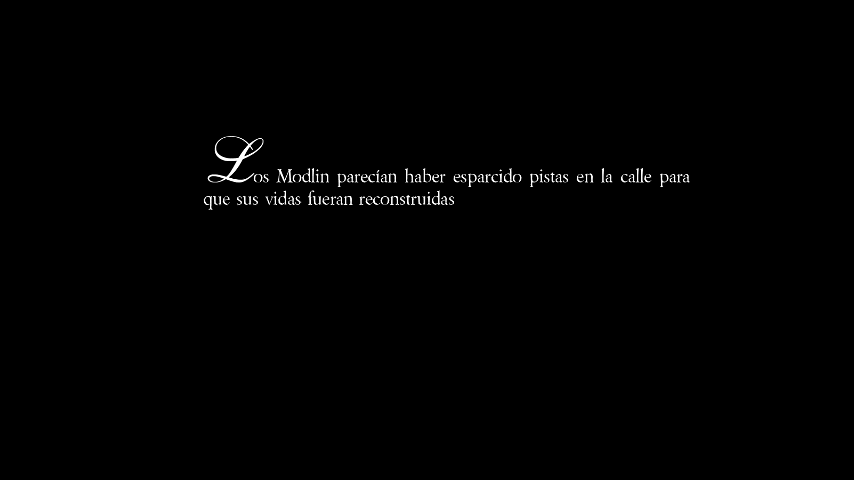 Los Modlin parecían haber esparcido pistas en la calle para
que sus vidas fueran reconstruidas